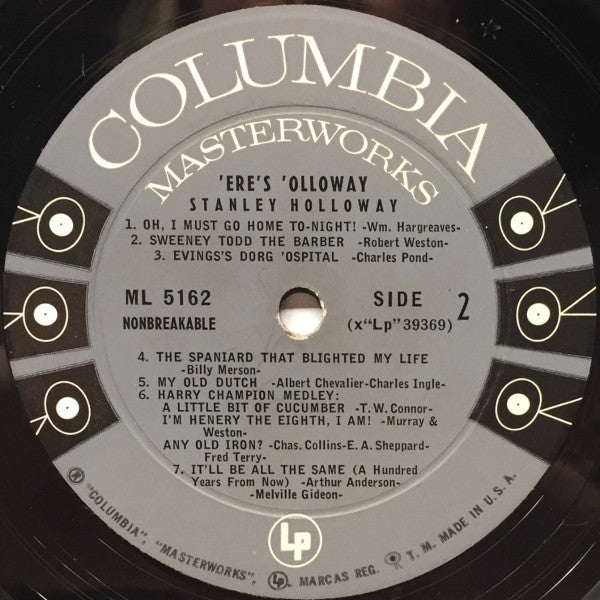 COLUMBIA
MASTERWORKS
'ERE'S 'OLLOWAY
STANLEY HOLLOWAY
1. OH, I MUST GO HOME TO-NIGHT! -Wm. Hargreaves-
2. SWEENEY TODD THE BARBER -Robert Weston-
3. EVINGS'S DORG 'OSPITAL -Charles Pond-
ML 5162
NONBREAKABLE
SIDE 2
(x"Lp" 39369)
4. THE SPANIARD THAT BLIGHTED MY LIFE
-Billy Merson-
5. MY OLD DUTCH -Albert Chevalier-Charles Ingle-
6. HARRY CHAMPION MEDLEY:
A LITTLE BIT OF CUCUMBER -T.W. Connor-
I'M HENERY THE EIGHTH, I AM! -Murray &
Weston-
ANY OLD IRON? -Chas. Collins-E.A. Sheppard-
Fred Terry-
7. IT'LL BE ALL THE SAME (A Hundred
Years From Now) -Arthur Anderson-
-Melville Gideon-
Lp
® "COLUMBIA", "MASTERWORKS", Lp MARCAS REG. T. M. MADE IN U.S.A.